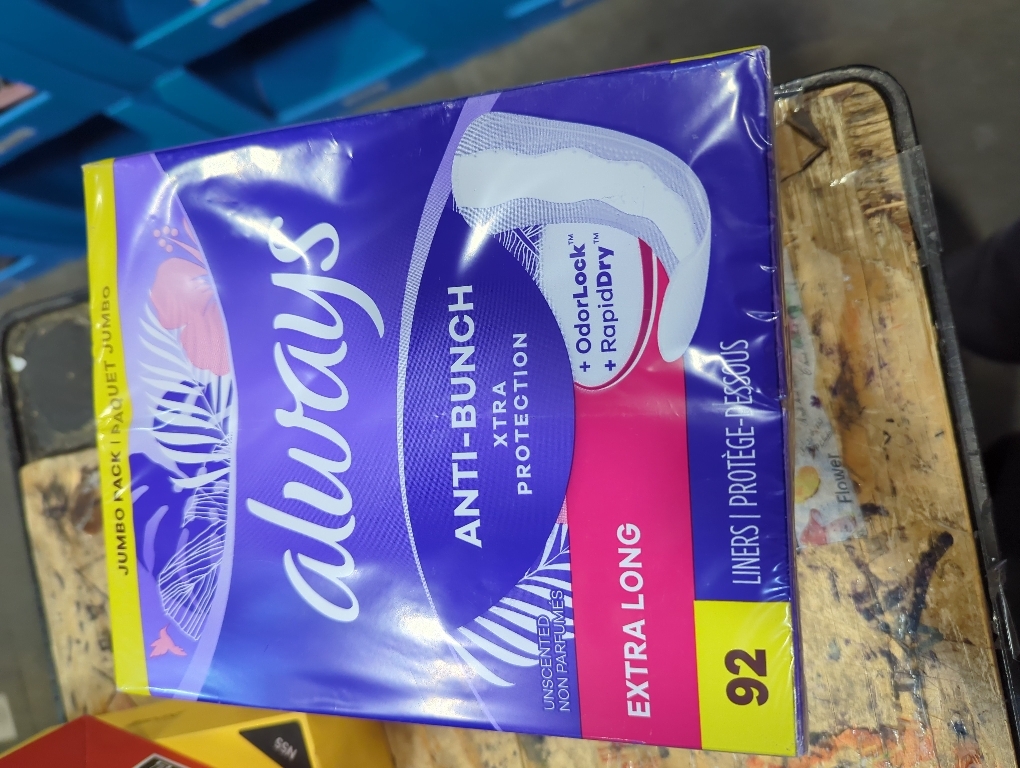 JUMBO PACK | PAQUET JUMBO
always
ANTI-BUNCH
XTRA
PROTECTION
+ OdorLock™
+ RapidDry™
UNSCENTED
NON PARFUMÉS
EXTRA LONG
92
LINERS | PROTÈGE-DESSOUS
Flower